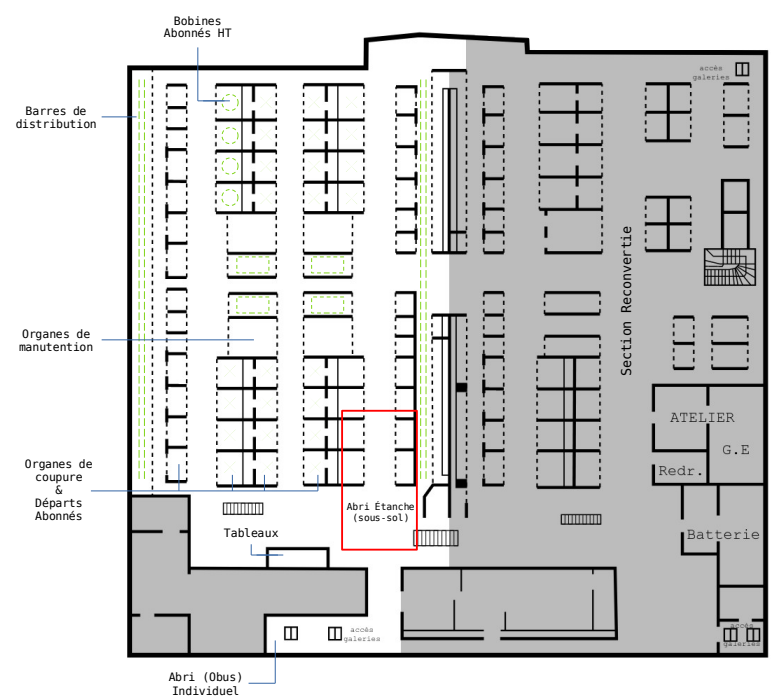 Bobines
Abonnés HT
accès
galeries
Barres de
distribution
Section Reconvertie
Organes de
manutention
ATELIER
G.E
Redr.
Organes de
coupure
&
Départs
Abonnés
Abri Étanche
(sous-sol)
Tableaux
Batterie
accès
galeries
accès
galeries
Abri (Obus)
Individuel